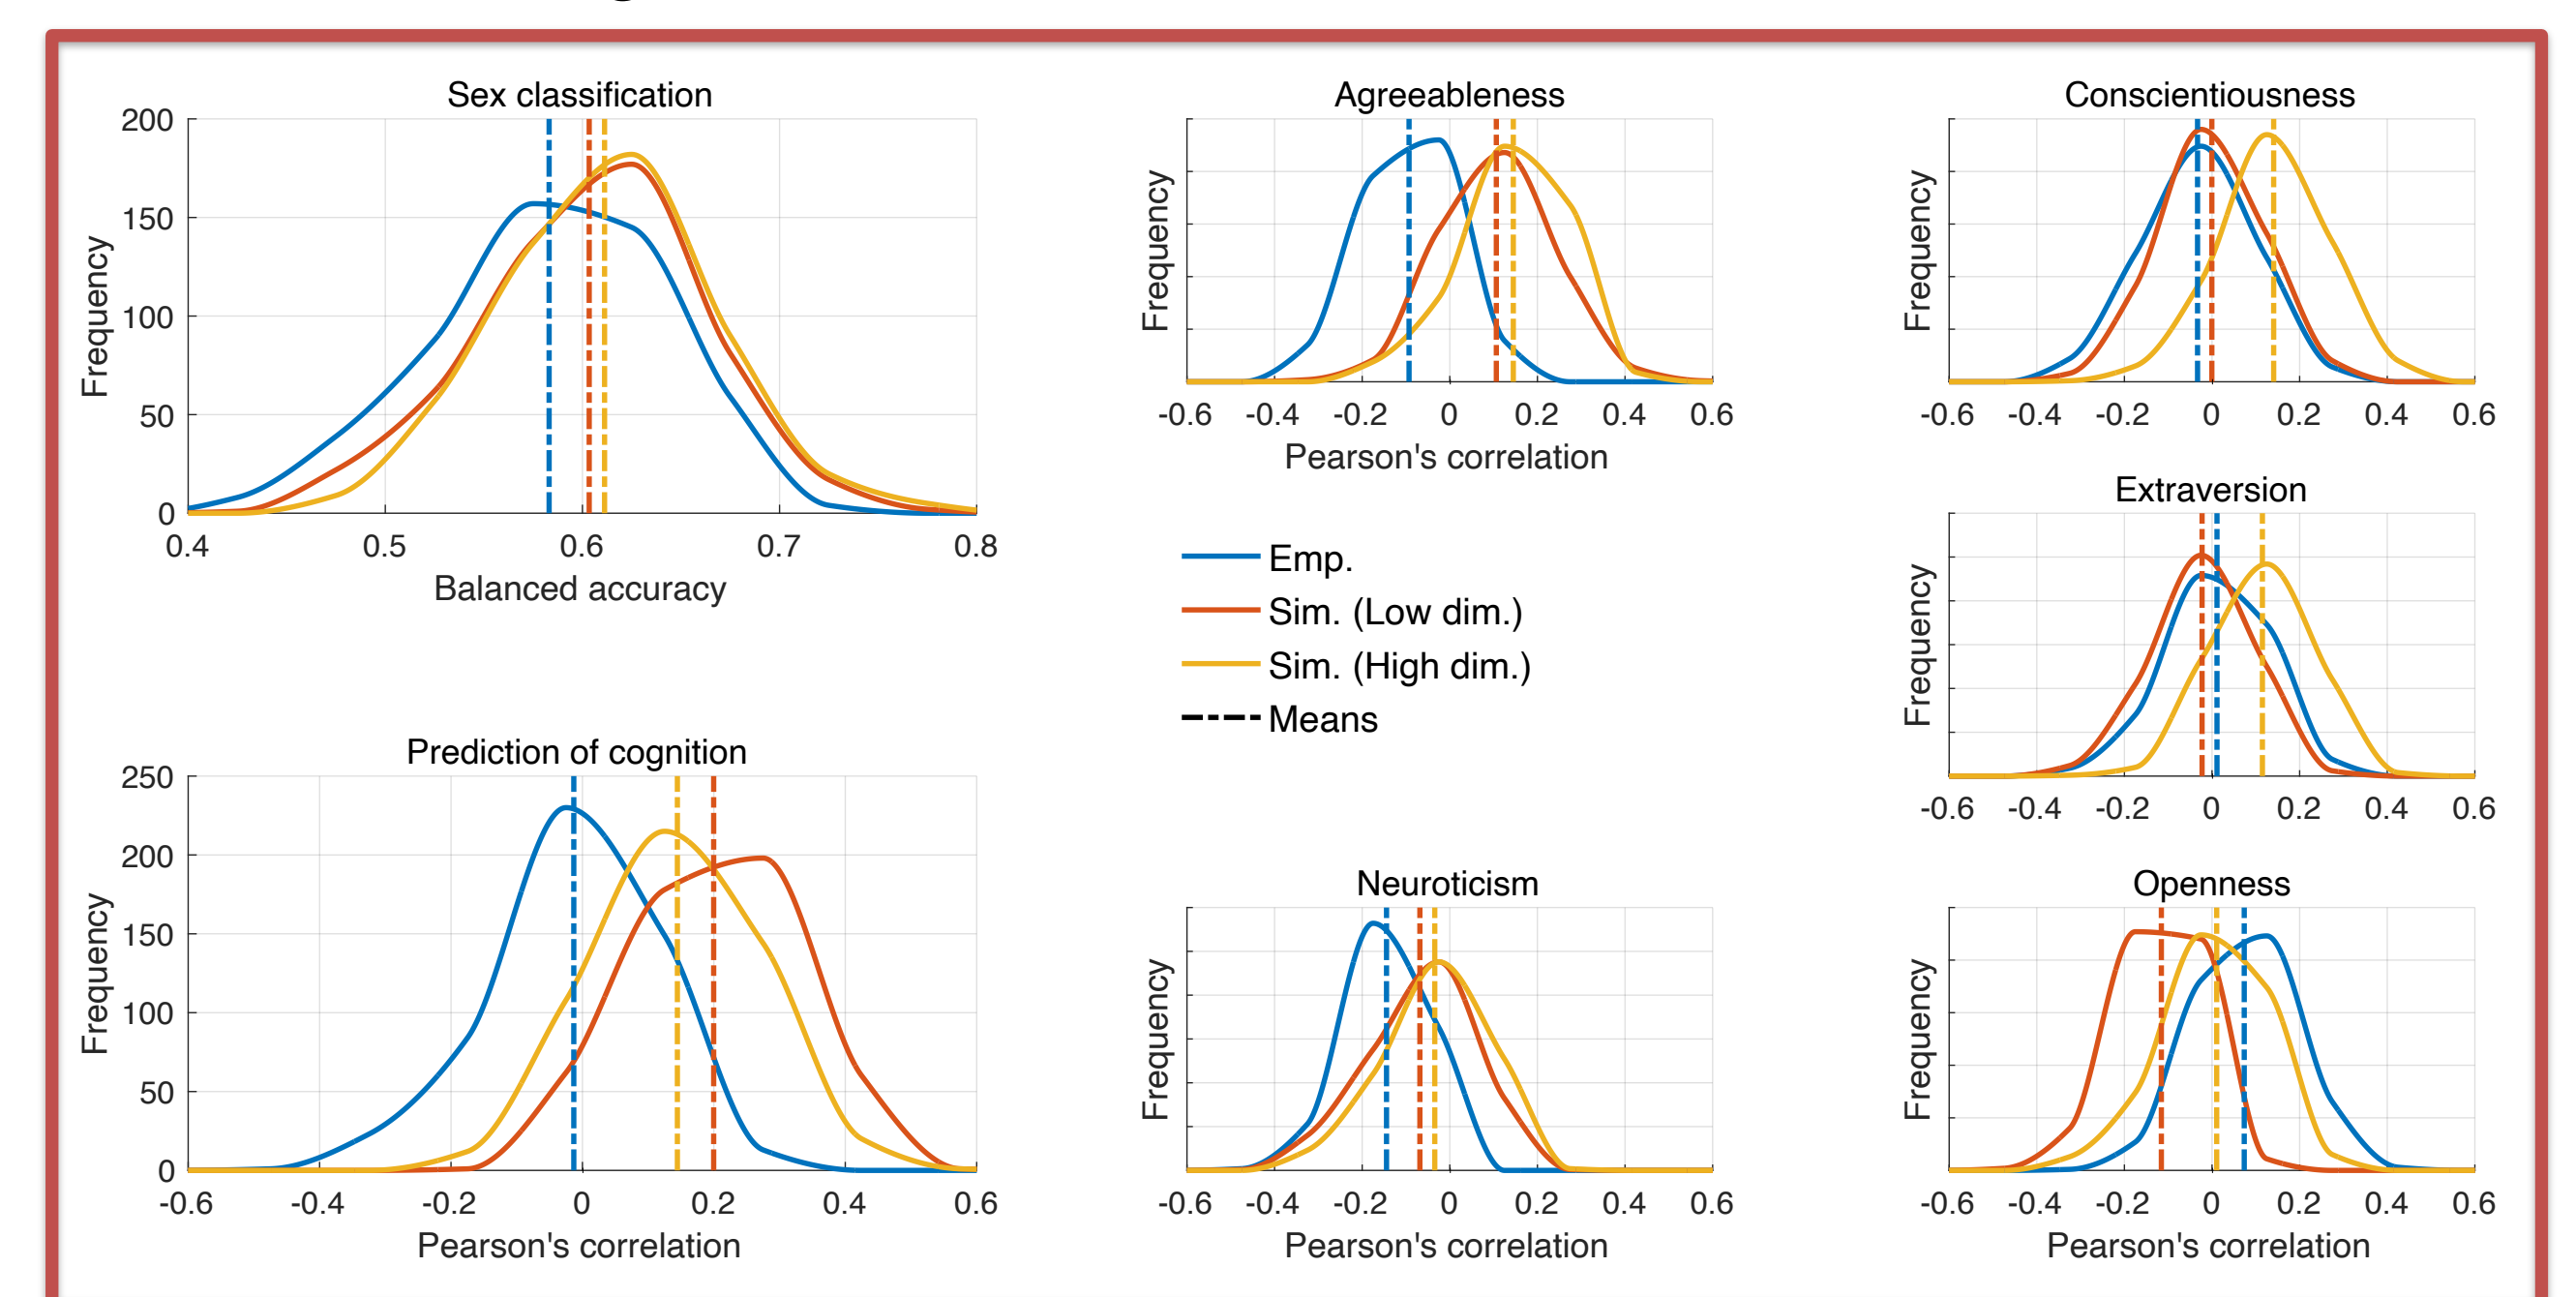 Sex classification
200
150
100
50
0
Frequency
0.4 0.5 0.6 0.7 0.8
Balanced accuracy
Agreeableness
Frequency
-0.6 -0.4 -0.2 0 0.2 0.4 0.6
Pearson's correlation
Conscientiousness
Frequency
-0.6 -0.4 -0.2 0 0.2 0.4 0.6
Emp.
Sim. (Low dim.)
Sim. (High dim.)
Means
Extraversion
Frequency
-0.6 -0.4 -0.2 0 0.2 0.4 0.6
Prediction of cognition
250
200
150
100
50
0
Frequency
-0.6 -0.4 -0.2 0 0.2 0.4 0.6
Pearson's correlation
Neuroticism
Frequency
-0.6 -0.4 -0.2 0 0.2 0.4 0.6
Pearson's correlation
Openness
Frequency
-0.6 -0.4 -0.2 0 0.2 0.4 0.6
Pearson's correlation